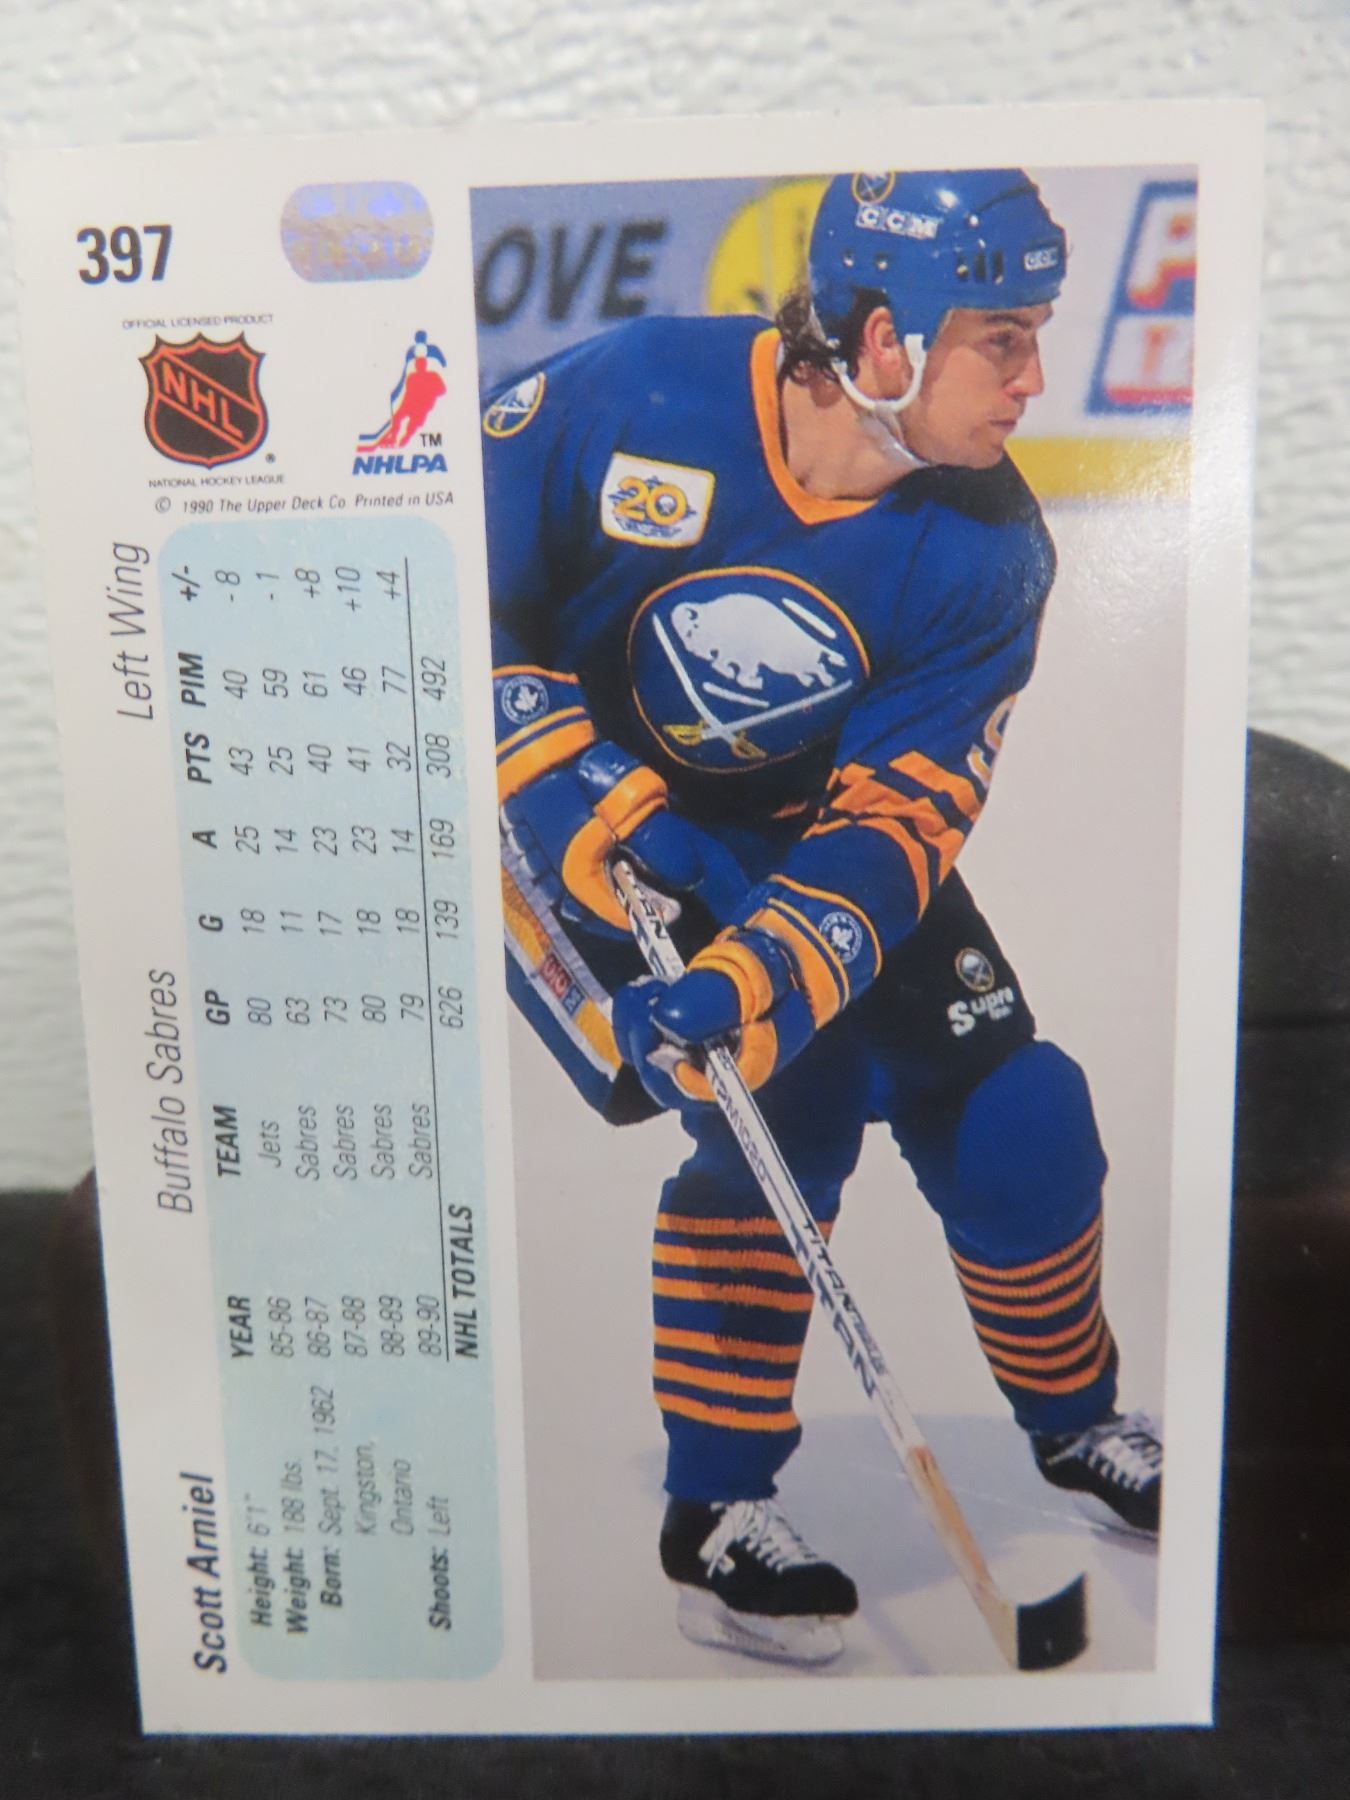 397
OFFICIAL LICENSED PRODUCT
NHL
®
NATIONAL HOCKEY LEAGUE
TM
NHLPA
© 1990 The Upper Deck Co. Printed in USA
Scott Arniel Buffalo Sabres Left Wing
Height: 6'1"
Weight: 188 lbs.
Born: Sept. 17, 1962
Kingston,
Ontario
Shoots: Left
YEAR TEAM GP G A PTS PIM +/-
85-86 Jets 80 18 25 43 40 -8
86-87 Sabres 63 11 14 25 59 -1
87-88 Sabres 73 17 23 40 61 +8
88-89 Sabres 80 18 23 41 46 +10
89-90 Sabres 79 18 14 32 77 +4
NHL TOTALS 626 139 169 308 492
OVE
CCM
CCM
20
Supra
TITAN